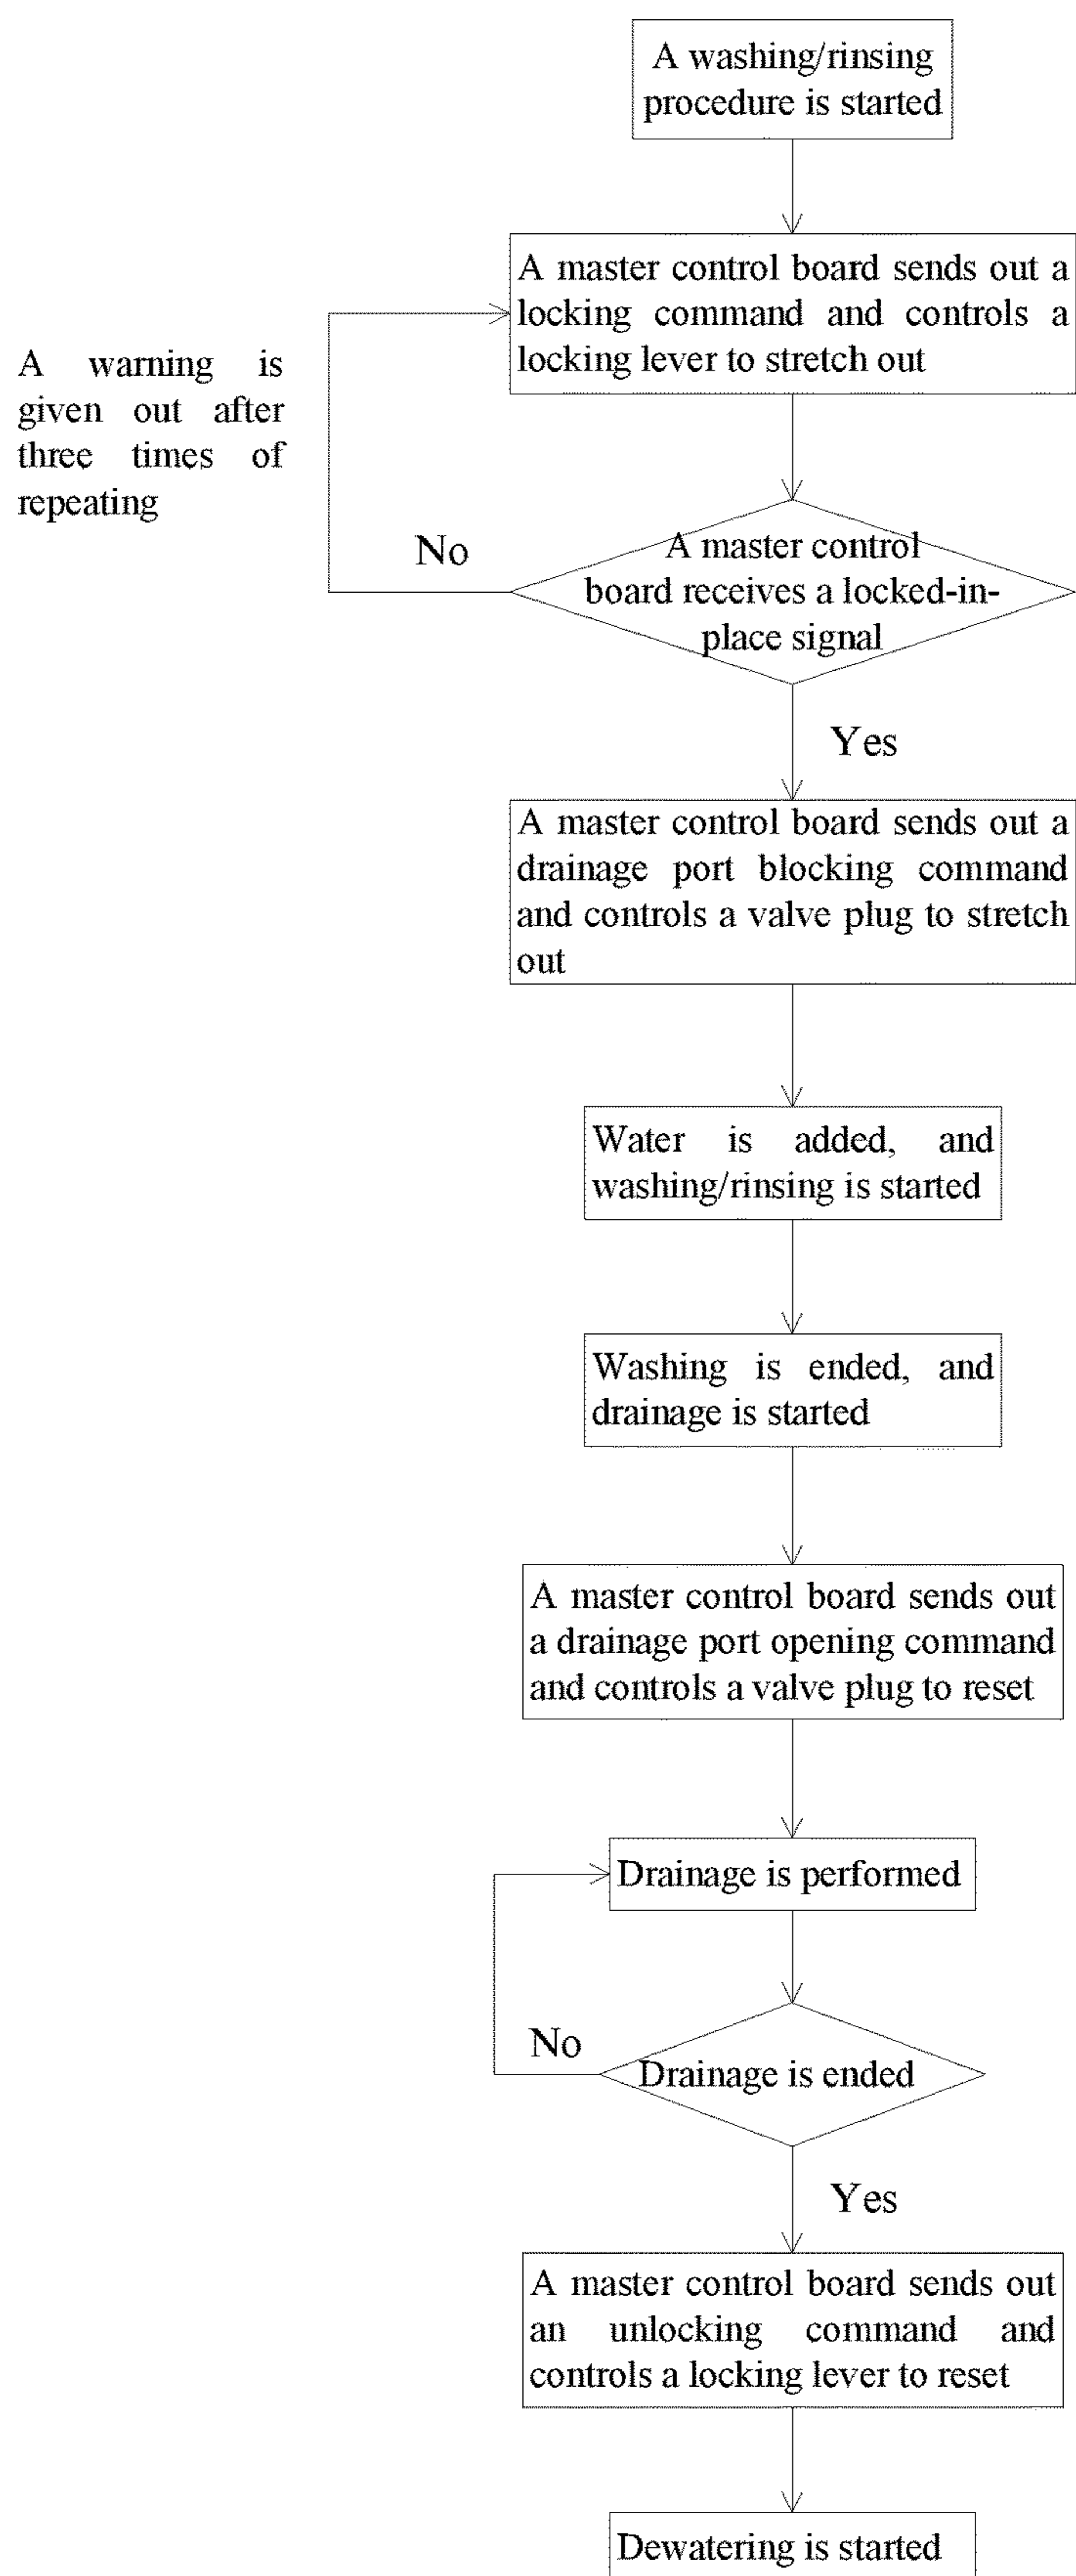 A washing/rinsing
procedure is started
A master control board sends out a
locking command and controls a
locking lever to stretch out
A warning is
given out after
three times of
repeating
No
A master control
board receives a locked-in-
place signal
Yes
A master control board sends out a
drainage port blocking command
and controls a valve plug to stretch
out
Water is added, and
washing/rinsing is started
Washing is ended, and
drainage is started
A master control board sends out
a drainage port opening command
and controls a valve plug to reset
Drainage is performed
No
Drainage is ended
Yes
A master control board sends out
an unlocking command and
controls a locking lever to reset
Dewatering is started